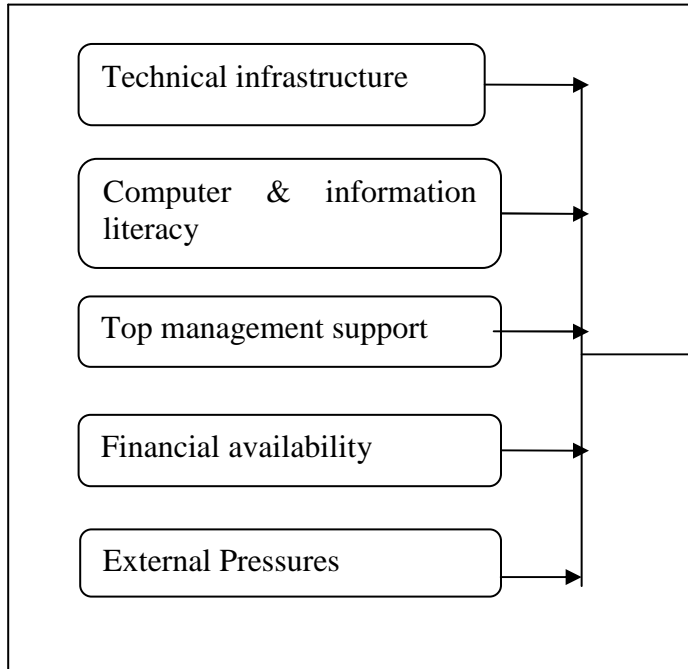 Technical infrastructure
Computer & information
literacy
Top management support
Financial availability
External Pressures